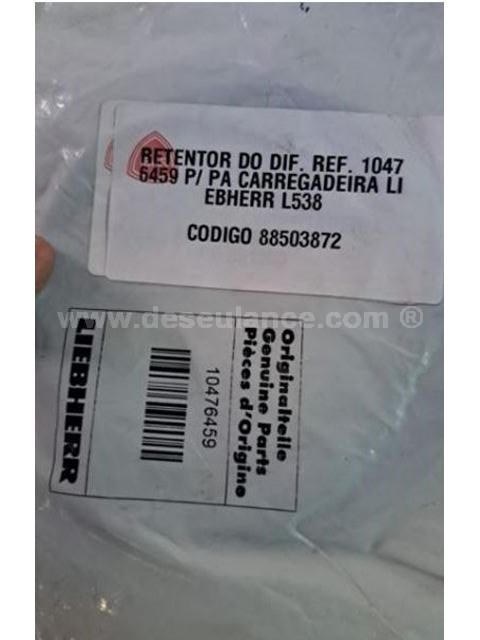 RETENTOR DO DIF. REF. 1047
6459 P/ PA CARREGADEIRA LI
EBHERR L538
CODIGO 88503872
www.deseulance.com ®
Originalteile
Genuine Parts
Pièces d'Origine
10476459
LIEBHERR